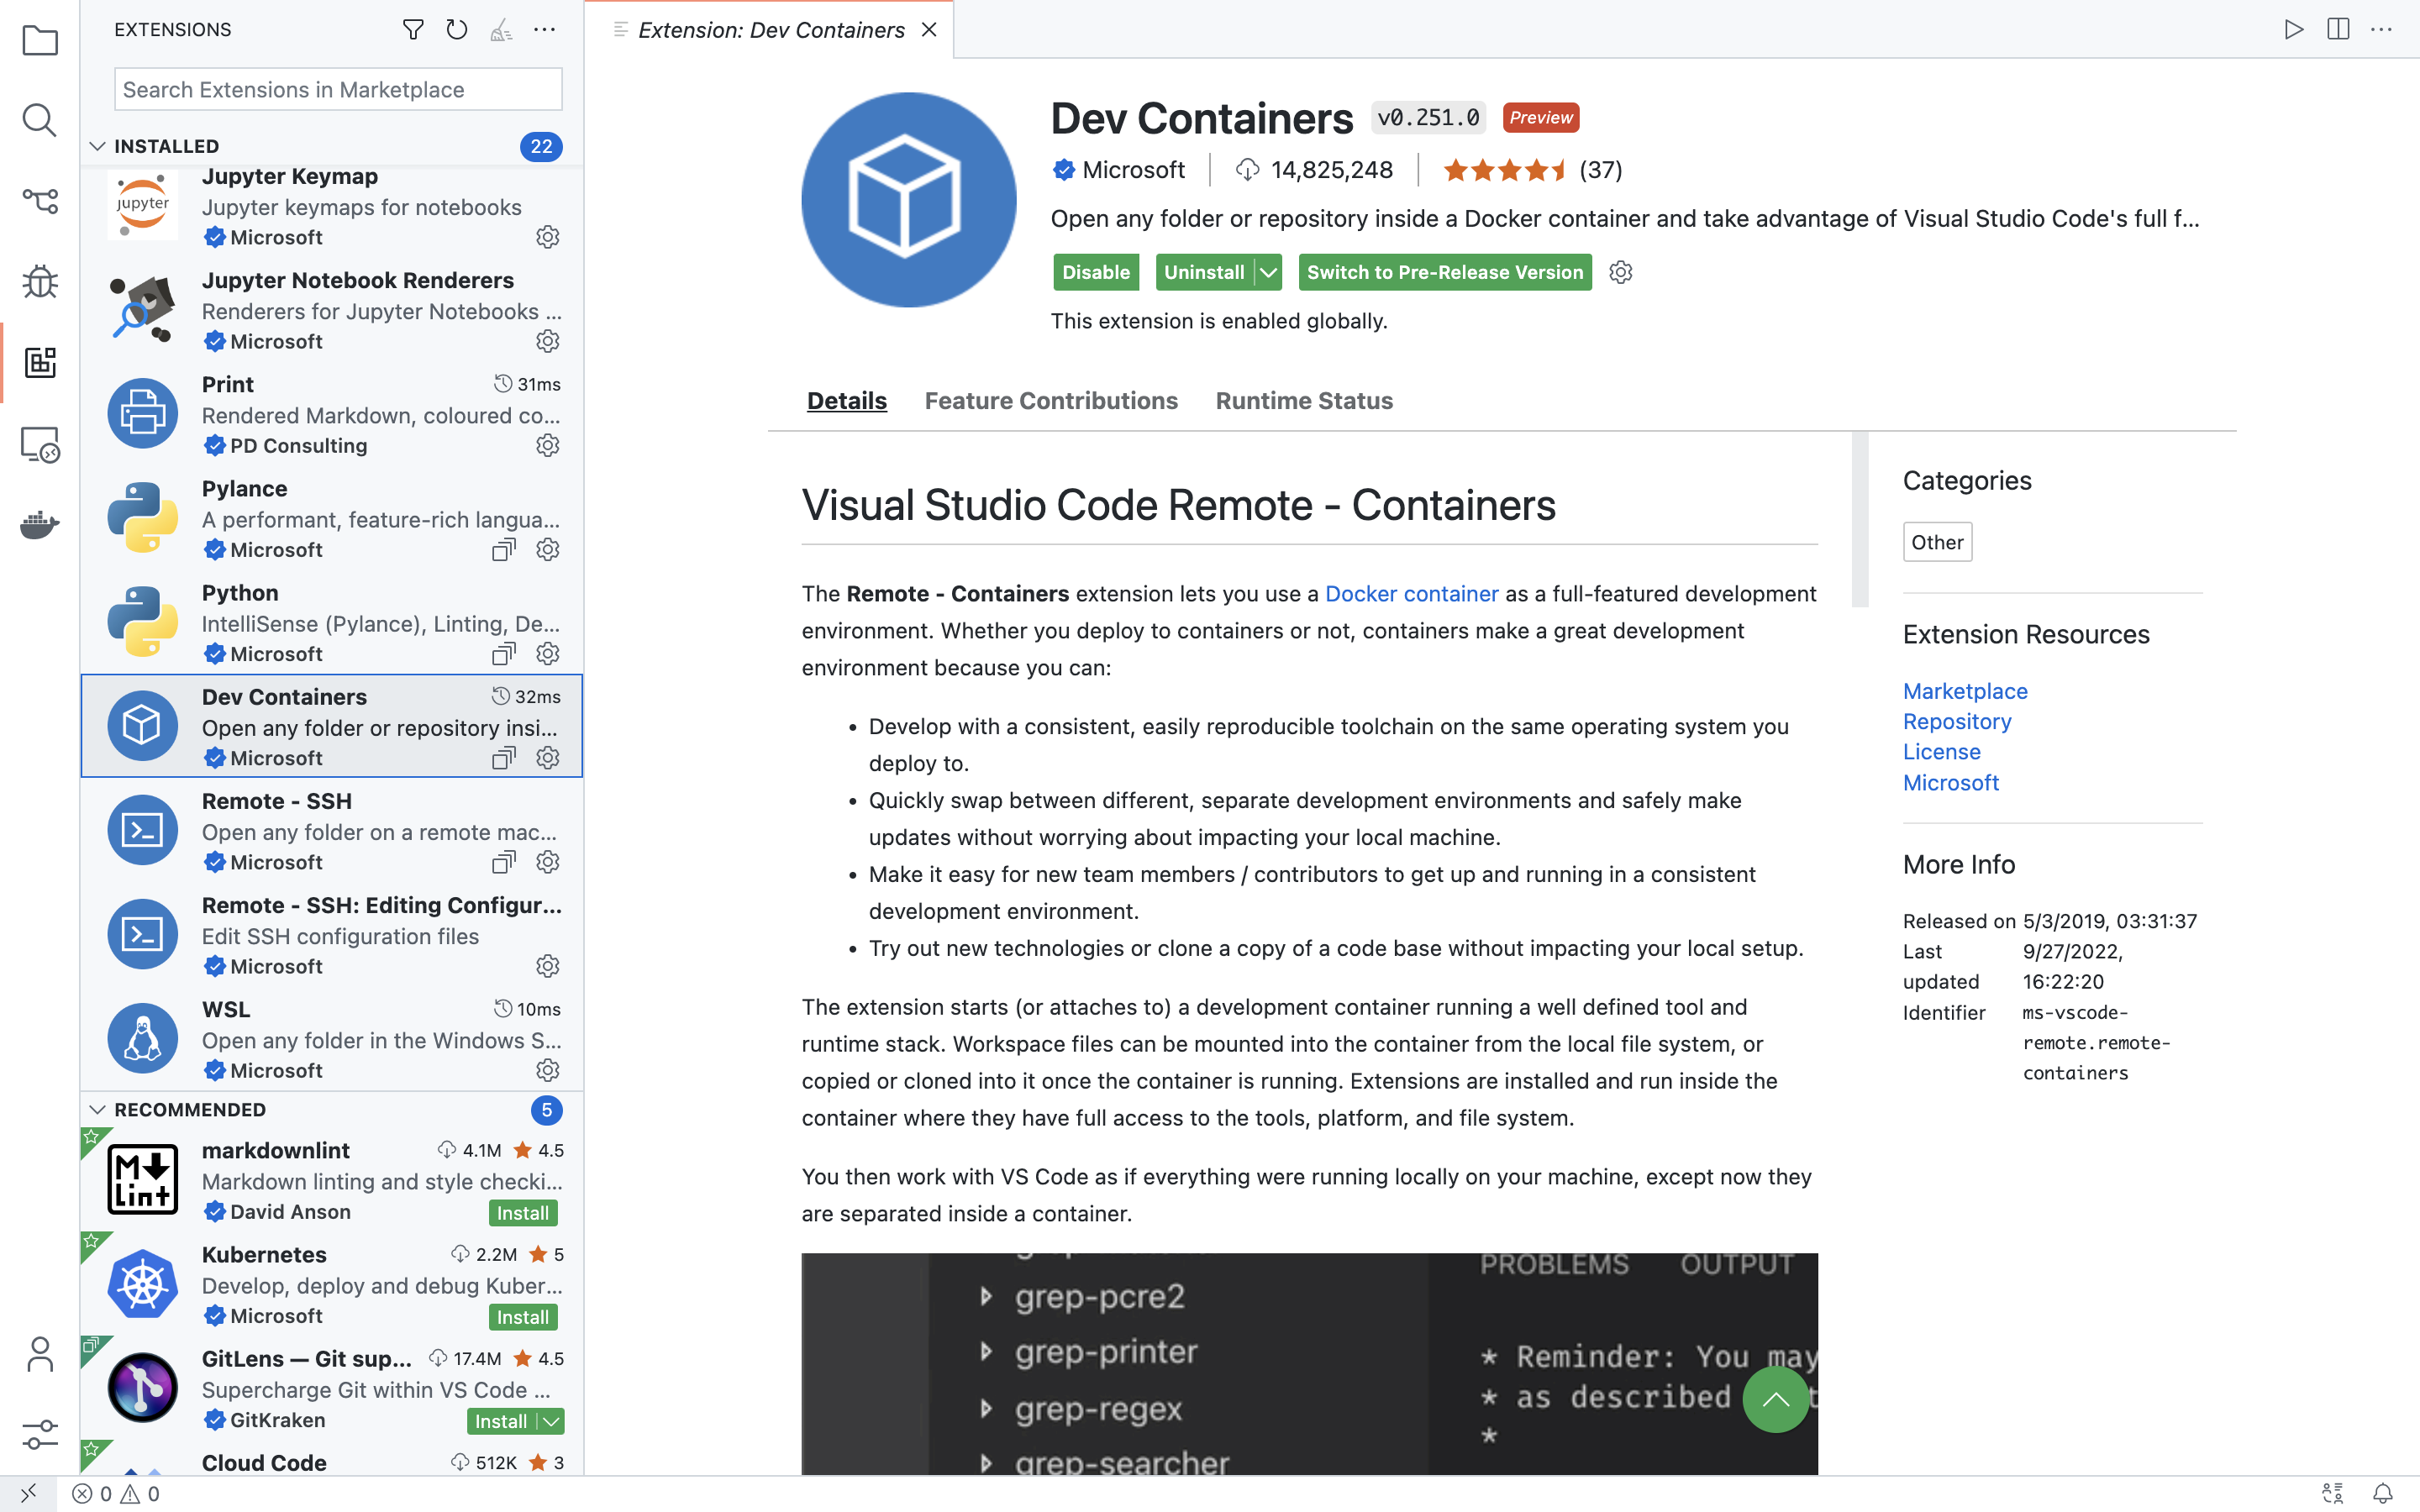 EXTENSIONS
Search Extensions in Marketplace
INSTALLED 22
jupyter
Jupyter Keymap
Jupyter keymaps for notebooks
Microsoft
Jupyter Notebook Renderers
Renderers for Jupyter Notebooks ...
Microsoft
Print 31ms
Rendered Markdown, coloured co...
PD Consulting
Pylance
A performant, feature-rich langua...
Microsoft
Python
IntelliSense (Pylance), Linting, De...
Microsoft
Dev Containers 32ms
Open any folder or repository insi...
Microsoft
Remote - SSH
Open any folder on a remote mac...
Microsoft
Remote - SSH: Editing Configur...
Edit SSH configuration files
Microsoft
WSL 10ms
Open any folder in the Windows S...
Microsoft
RECOMMENDED 5
M
Lint
markdownlint 4.1M 4.5
Markdown linting and style checki...
David Anson Install
Kubernetes 2.2M 5
Develop, deploy and debug Kuber...
Microsoft Install
GitLens — Git sup... 17.4M 4.5
Supercharge Git within VS Code ...
GitKraken Install
Cloud Code 512K 3
0 0
Extension: Dev Containers
Dev Containers v0.251.0 Preview
Microsoft 14,825,248 (37)
Open any folder or repository inside a Docker container and take advantage of Visual Studio Code's full f...
Disable Uninstall Switch to Pre-Release Version
This extension is enabled globally.
Details Feature Contributions Runtime Status
Visual Studio Code Remote - Containers
The Remote - Containers extension lets you use a Docker container as a full-featured development
environment. Whether you deploy to containers or not, containers make a great development
environment because you can:
• Develop with a consistent, easily reproducible toolchain on the same operating system you
deploy to.
• Quickly swap between different, separate development environments and safely make
updates without worrying about impacting your local machine.
• Make it easy for new team members / contributors to get up and running in a consistent
development environment.
• Try out new technologies or clone a copy of a code base without impacting your local setup.
The extension starts (or attaches to) a development container running a well defined tool and
runtime stack. Workspace files can be mounted into the container from the local file system, or
copied or cloned into it once the container is running. Extensions are installed and run inside the
container where they have full access to the tools, platform, and file system.
You then work with VS Code as if everything were running locally on your machine, except now they
are separated inside a container.
grep-pcre2
grep-printer
grep-regex
grep-searcher
PROBLEMS OUTPUT
* Reminder: You may
* as described
*
Categories
Other
Extension Resources
Marketplace
Repository
License
Microsoft
More Info
Released on 5/3/2019, 03:31:37
Last 9/27/2022,
updated 16:22:20
Identifier ms-vscode-
remote.remote-
containers